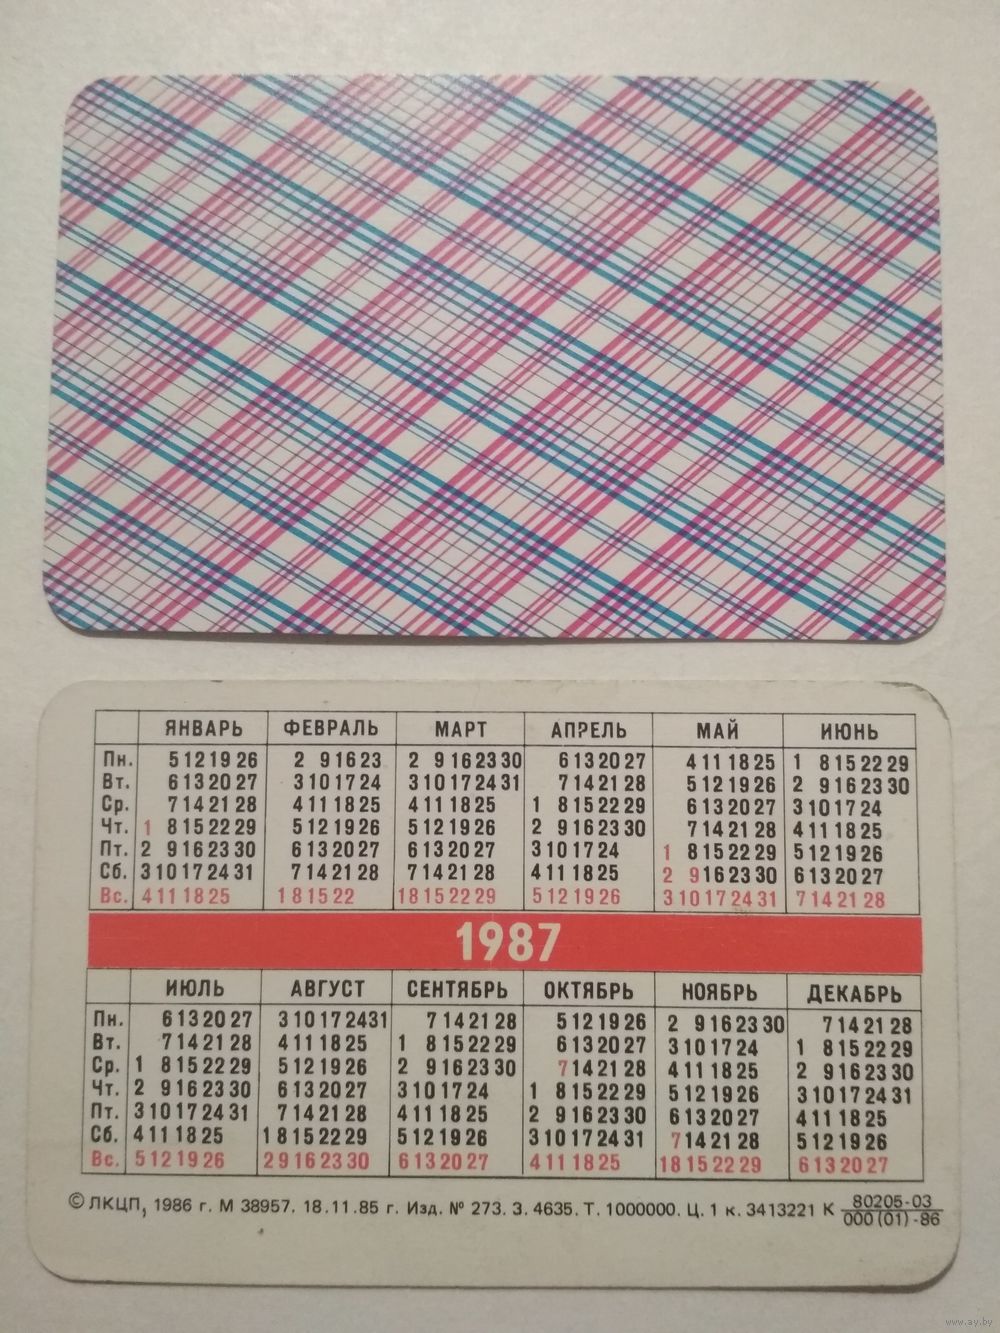 ЯНВАРЬ ФЕВРАЛЬ МАРТ АПРЕЛЬ МАЙ ИЮНЬ
Пн. 5 12 19 26 2 9 16 23 2 9 16 23 30 6 13 20 27 4 11 18 25 1 8 15 22 29
Вт. 6 13 20 27 3 10 17 24 3 10 17 24 31 7 14 21 28 5 12 19 26 2 9 16 23 30
Ср. 7 14 21 28 4 11 18 25 4 11 18 25 1 8 15 22 29 6 13 20 27 3 10 17 24
Чт. 1 8 15 22 29 5 12 19 26 5 12 19 26 2 9 16 23 30 7 14 21 28 4 11 18 25
Пт. 2 9 16 23 30 6 13 20 27 6 13 20 27 3 10 17 24 1 8 15 22 29 5 12 19 26
Сб. 3 10 17 24 31 7 14 21 28 7 14 21 28 4 11 18 25 2 9 16 23 30 6 13 20 27
Вс. 4 11 18 25 1 8 15 22 1 8 15 22 29 5 12 19 26 3 10 17 24 31 7 14 21 28
1987
ИЮЛЬ АВГУСТ СЕНТЯБРЬ ОКТЯБРЬ НОЯБРЬ ДЕКАБРЬ
Пн. 6 13 20 27 3 10 17 24 31 7 14 21 28 5 12 19 26 2 9 16 23 30 7 14 21 28
Вт. 7 14 21 28 4 11 18 25 1 8 15 22 29 6 13 20 27 3 10 17 24 1 8 15 22 29
Ср. 1 8 15 22 29 5 12 19 26 2 9 16 23 30 7 14 21 28 4 11 18 25 2 9 16 23 30
Чт. 2 9 16 23 30 6 13 20 27 3 10 17 24 1 8 15 22 29 5 12 19 26 3 10 17 24 31
Пт. 3 10 17 24 31 7 14 21 28 4 11 18 25 2 9 16 23 30 6 13 20 27 4 11 18 25
Сб. 4 11 18 25 1 8 15 22 29 5 12 19 26 3 10 17 24 31 7 14 21 28 5 12 19 26
Вс. 5 12 19 26 2 9 16 23 30 6 13 20 27 4 11 18 25 1 8 15 22 29 6 13 20 27
© ЛКЦП, 1986 г. М 38957. 18.11.85 г. Изд. № 273. З. 4635. Т. 1000000. Ц. 1 к. 3413221 К 80205-03
000 (01) -86
www.ay.by